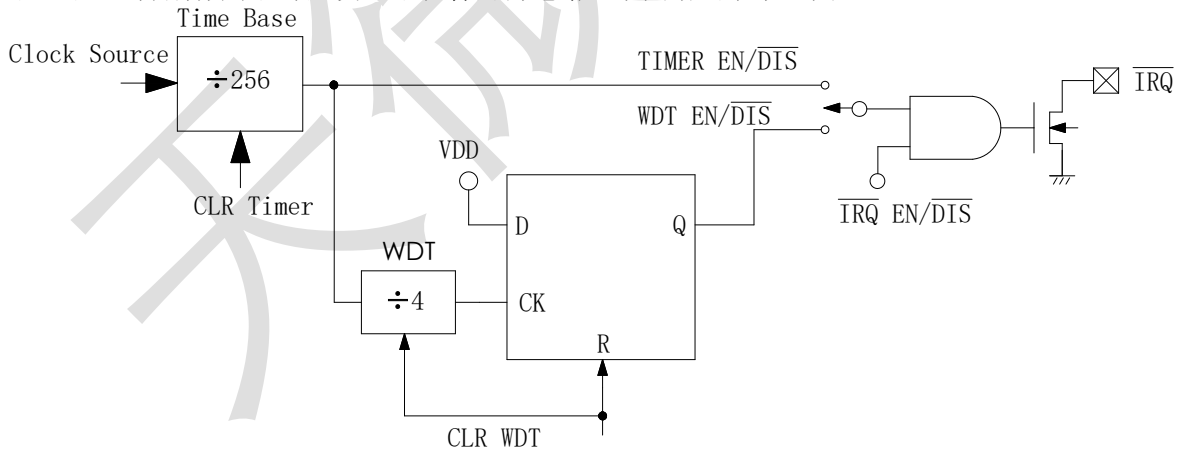 Time Base
Clock Source
÷256
CLR Timer
TIMER EN/DIS
WDT EN/DIS
IRQ
IRQ EN/DIS
VDD
D
Q
WDT
÷4
CK
R
CLR WDT